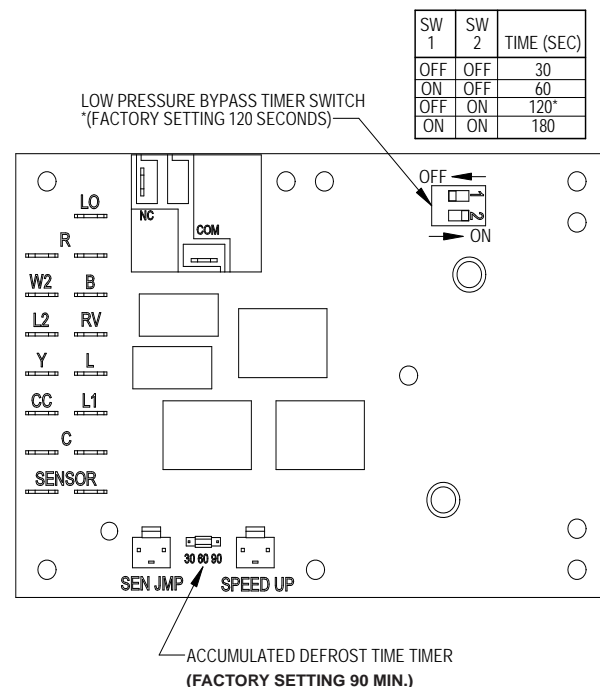 SW 1 SW 2 TIME (SEC)
OFF OFF 30
ON OFF 60
OFF ON 120*
ON ON 180
LOW PRESSURE BYPASS TIMER SWITCH
*(FACTORY SETTING 120 SECONDS)
OFF
1
2
ON
NC
COM
LO
R
W2 B
L2 RV
Y L
CC L1
C
SENSOR
30 60 90
SEN JMP SPEED UP
ACCUMULATED DEFROST TIME TIMER
(FACTORY SETTING 90 MIN.)